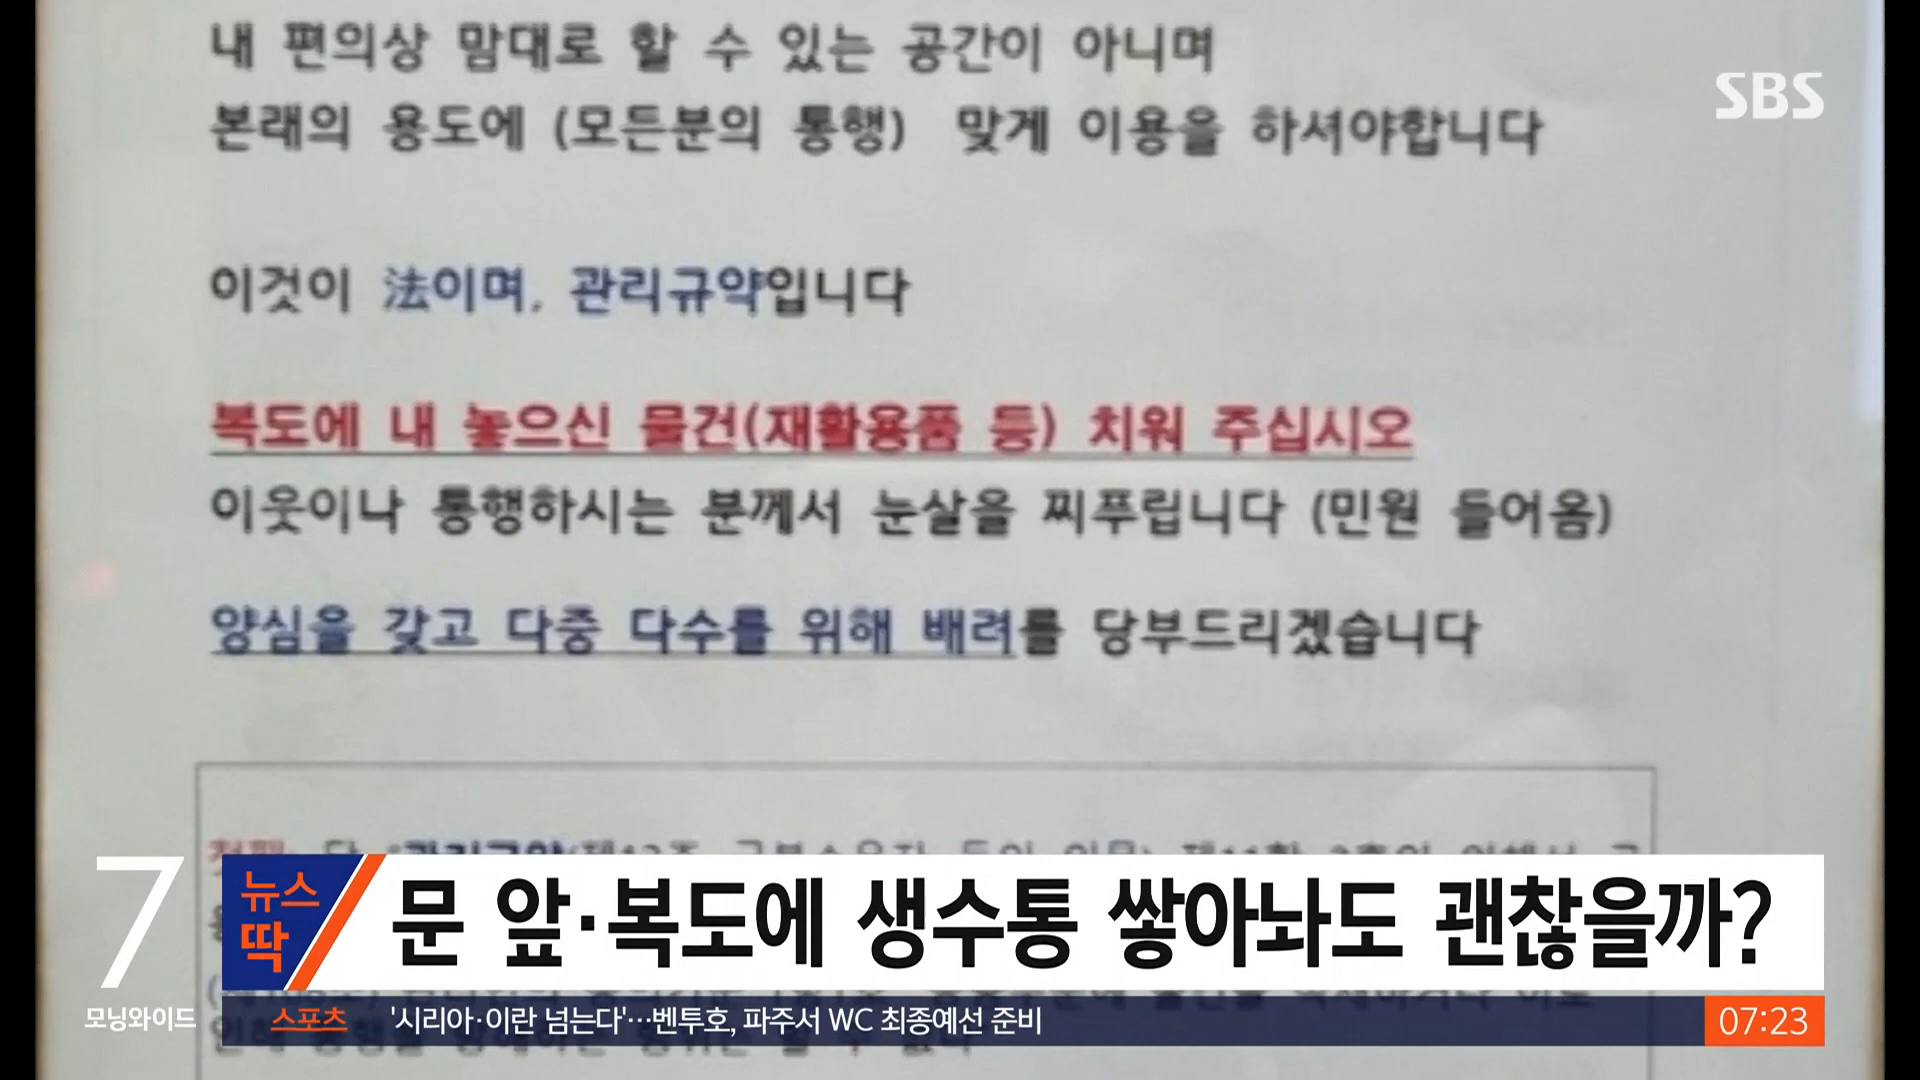 내 편의상 맘대로 할 수 있는 공간이 아니며
본래의 용도에 (모든분의 통행) 맞게 이용을 하셔야합니다
SBS
이것이 法이며, 관리규약입니다
복도에 내 놓으신 물건(재활용품 등) 치워 주십시오
이웃이나 통행하시는 분께서 눈살을 찌푸립니다 (민원 들어옴)
양심을 갖고 다중 다수를 위해 배려를 당부드리겠습니다
7
모닝와이드
뉴스
딱
문 앞·복도에 생수통 쌓아놔도 괜찮을까?
스포츠 '시리아·이란 넘는다'…벤투호, 파주서 WC 최종예선 준비
07:23